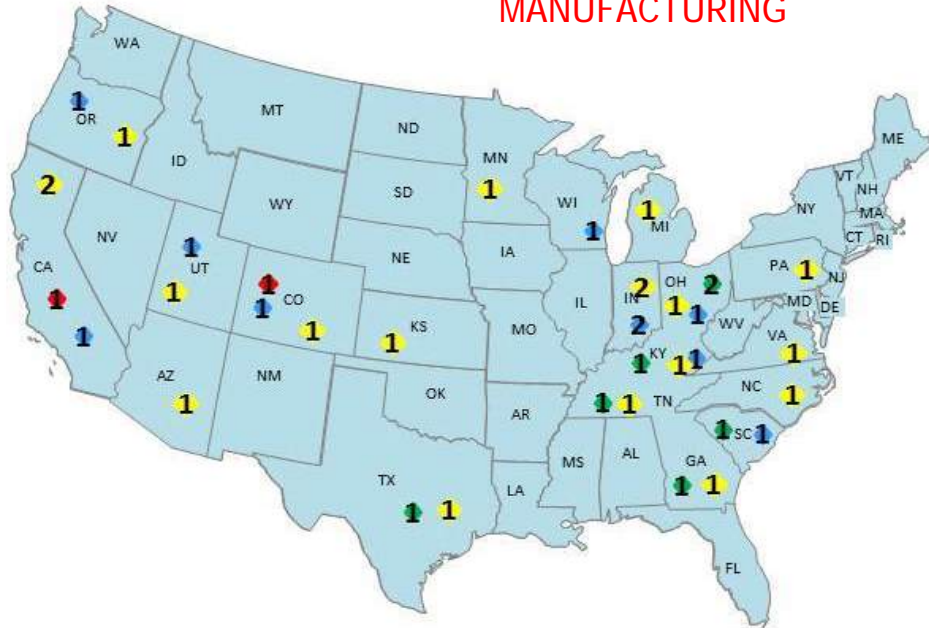 MANUFACTURING
WA
MT
ND
MN
ME
1
OR
1
ID
SD
WI
1
VT
NH
NY
MA
2
WY
1
MI
CT
RI
NV
1
UT
NE
IA
1
PA
1
NJ
CA
1
1
1
CO
1
IL
IN
2
OH
2
1
1
MD
DE
1
1
KS
1
MO
2
WV
VA
1
KY
1
1
1
AZ
1
NM
OK
AR
1
1
TN
NC
1
1
SC
1
MS
AL
GA
TX
1
1
LA
1
1
FL